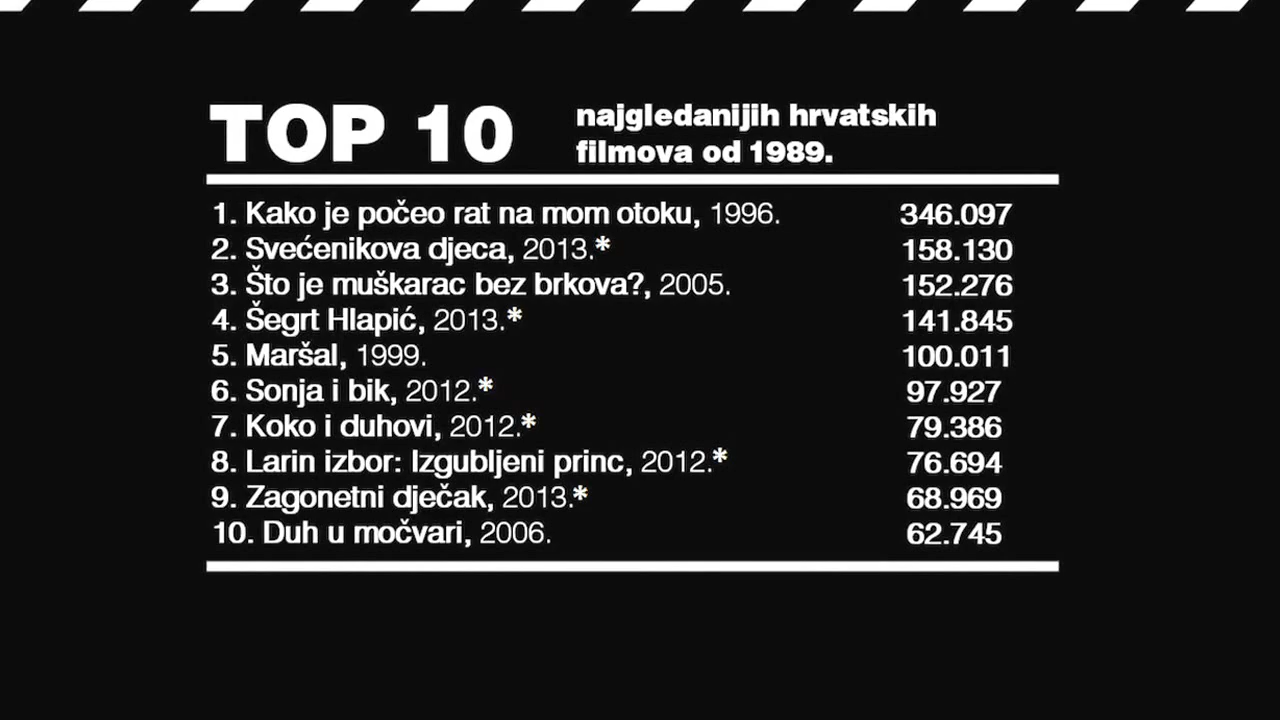 TOP 10
najgledanijih hrvatskih
filmova od 1989.
1. Kako je počeo rat na mom otoku, 1996. 346.097
2. Svećenikova djeca, 2013.* 158.130
3. Što je muškarac bez brkova?, 2005. 152.276
4. Šegrt Hlapić, 2013.* 141.845
5. Maršal, 1999. 100.011
6. Sonja i bik, 2012.* 97.927
7. Koko i duhovi, 2012.* 79.386
8. Larin izbor: Izgubljeni princ, 2012.* 76.694
9. Zagonetni dječak, 2013.* 68.969
10. Duh u močvari, 2006. 62.745